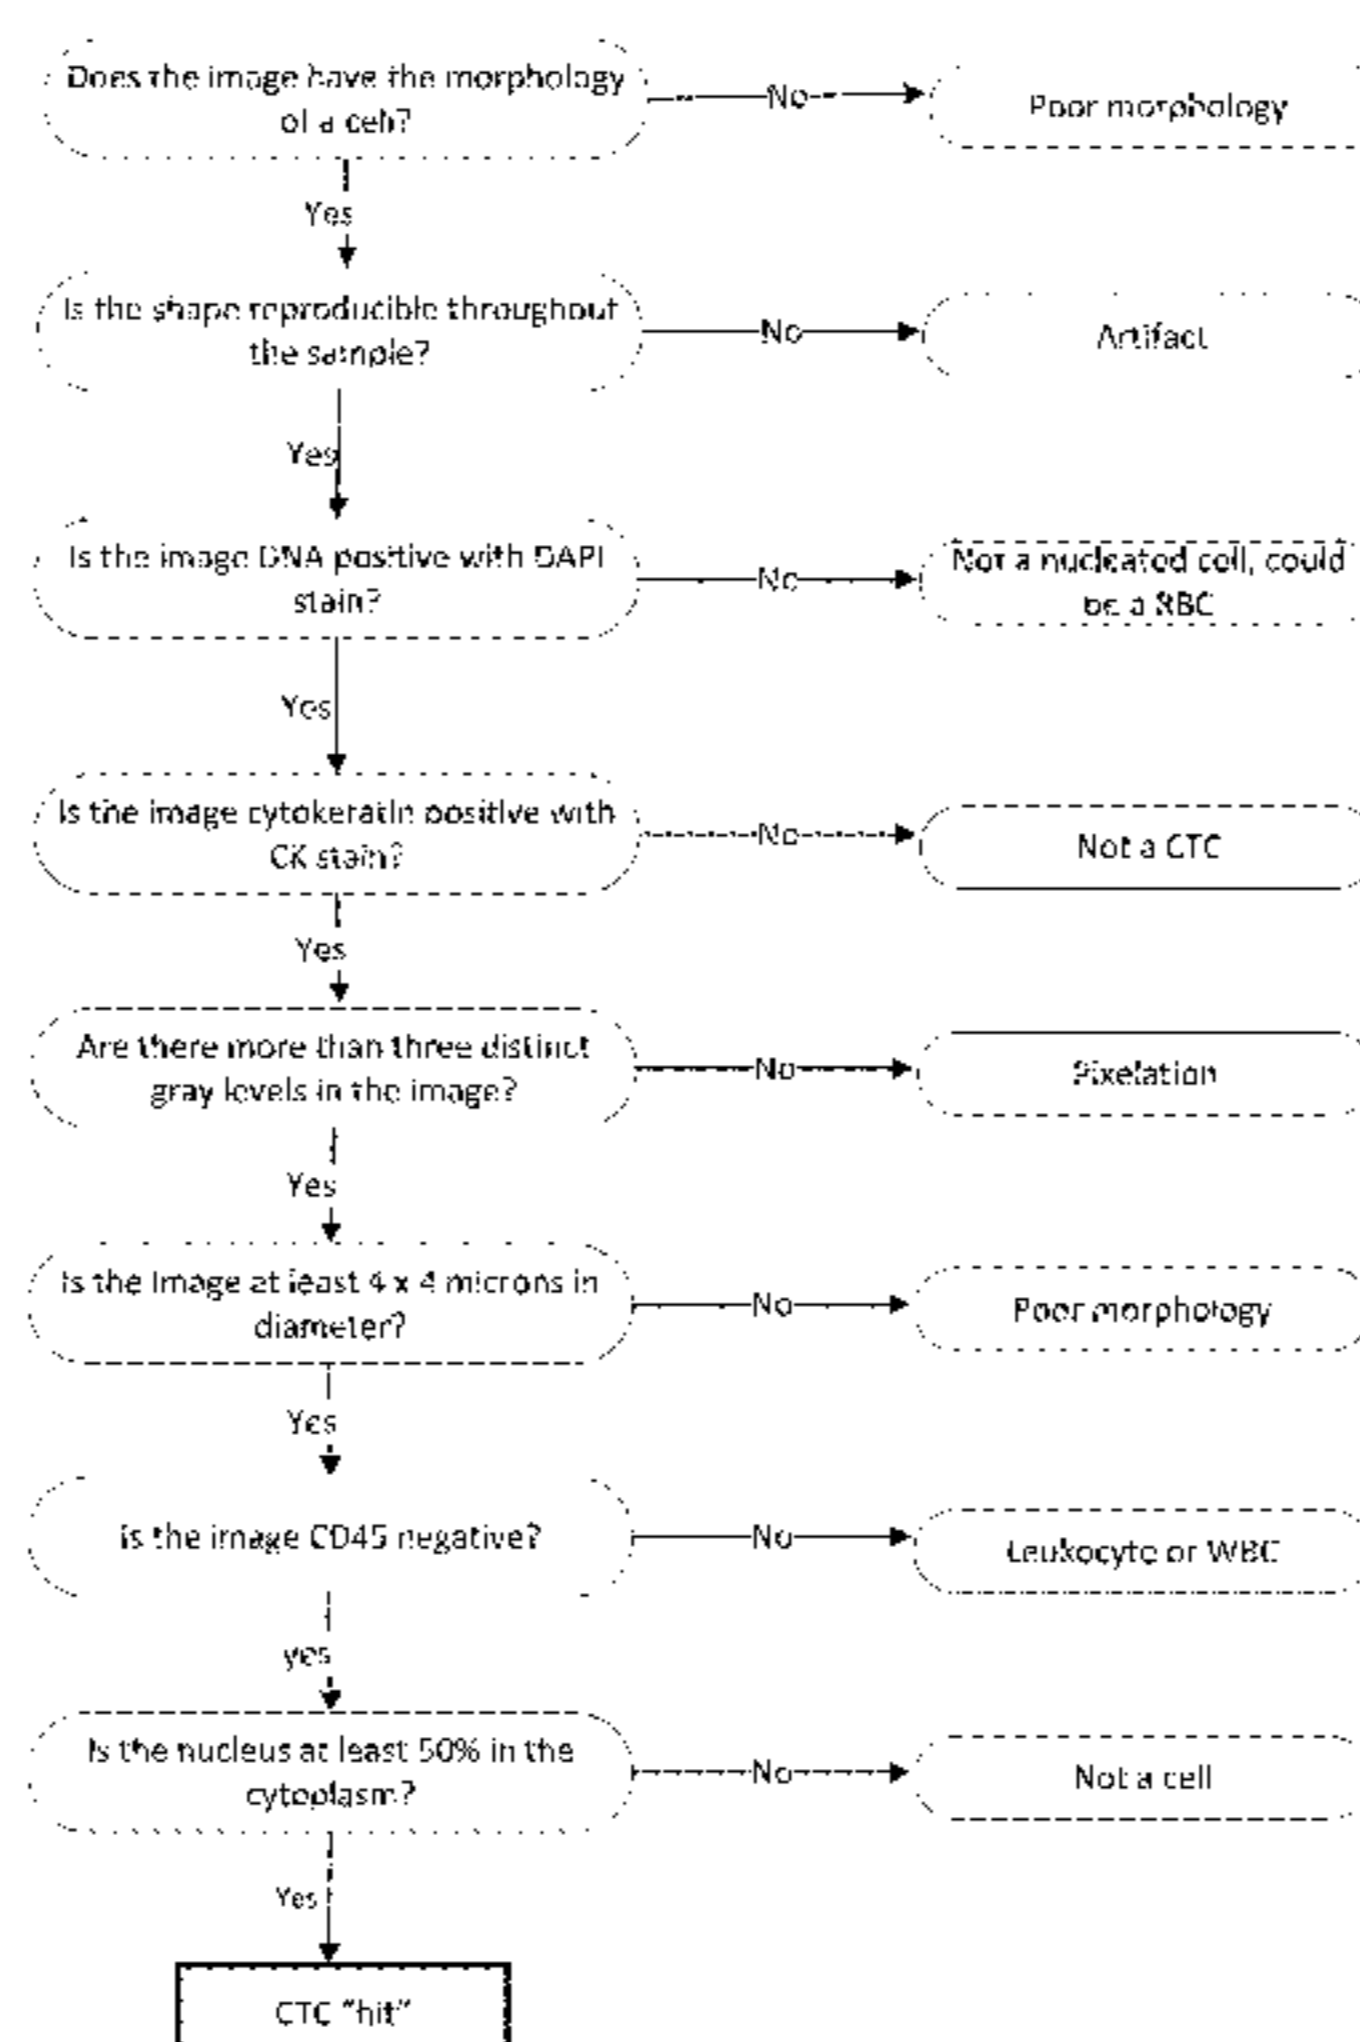 Does the image have the morphology
of a cell?
No
Poor morphology
Yes
Is the shape reproducible throughout
the sample?
No
Artifact
Yes
Is the image DNA positive with DAPI
stain?
No
Not a nucleated cell, could
be a RBC
Yes
Is the image cytokeratin positive with
CK stain?
No
Not a CTC
Yes
Are there more than three distinct
gray levels in the image?
No
Pixelation
Yes
Is the Image at least 4 x 4 microns in
diameter?
No
Poor morphology
Yes
Is the image CD45 negative?
No
Leukocyte or WBC
yes
Is the nucleus at least 50% in the
cytoplasm?
No
Not a cell
Yes
CTC “hit”